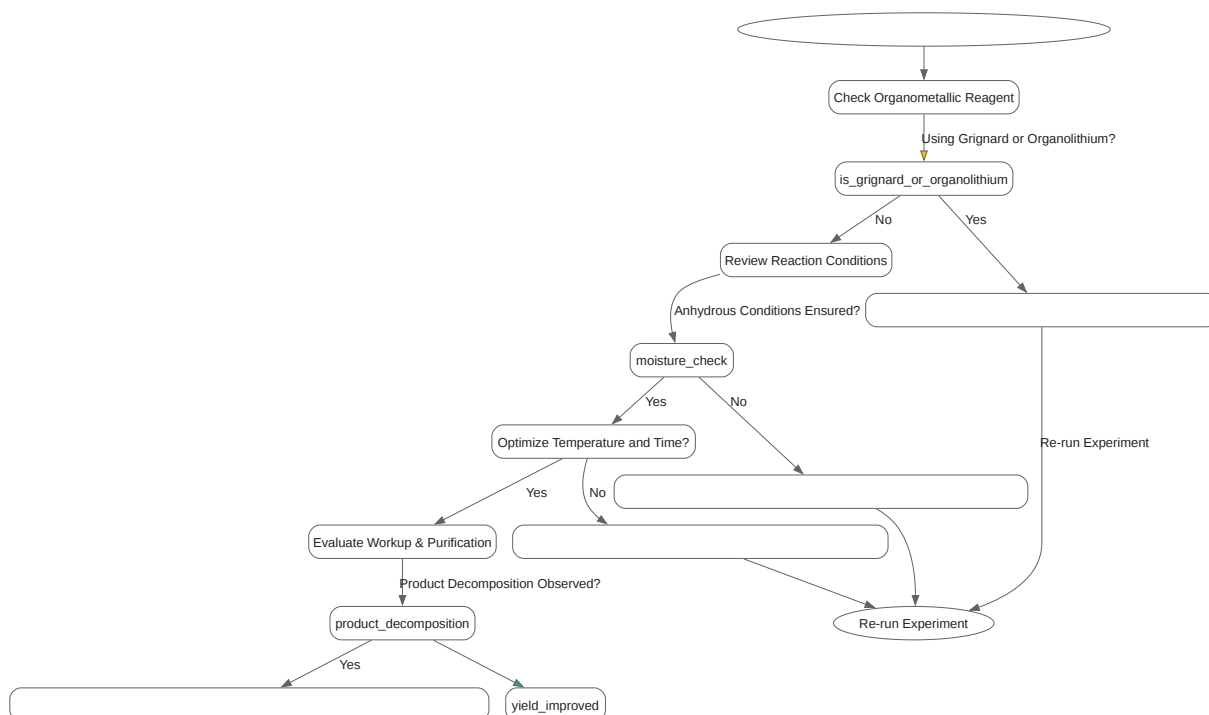 Check Organometallic Reagent
Using Grignard or Organolithium?
is_grignard_or_organolithium
No
Yes
Review Reaction Conditions
Anhydrous Conditions Ensured?
moisture_check
Yes
No
Optimize Temperature and Time?
Re-run Experiment
Yes
No
Evaluate Workup & Purification
Product Decomposition Observed?
product_decomposition
Re-run Experiment
Yes
yield_improved